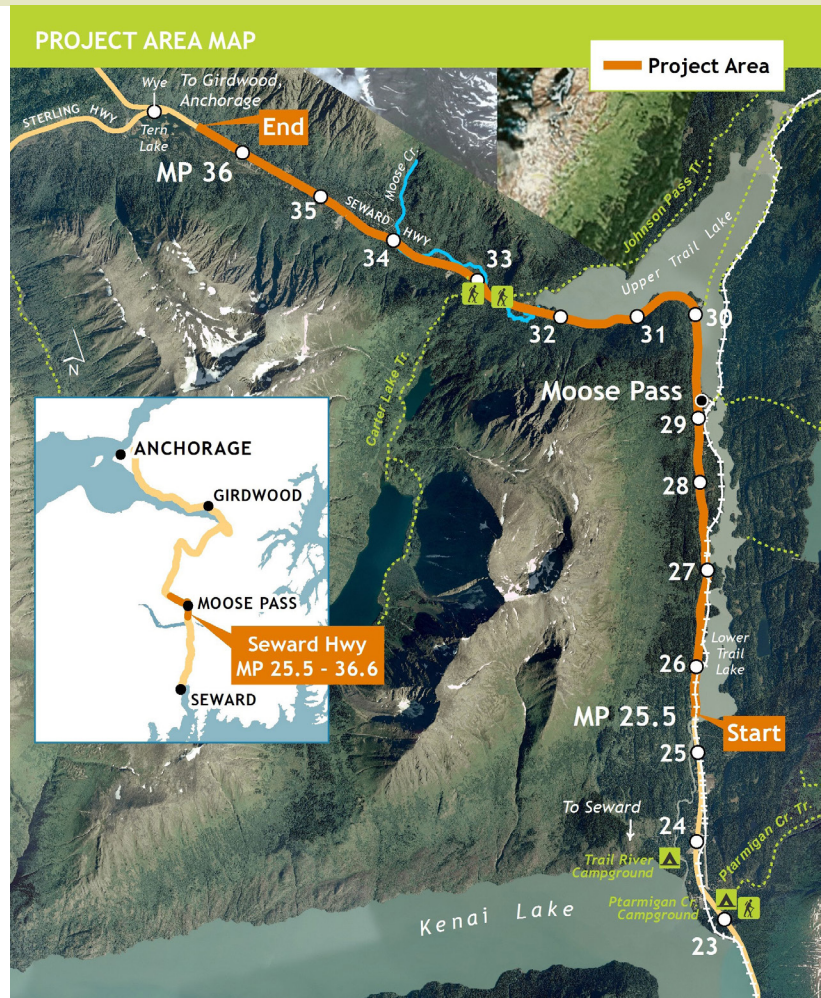 PROJECT AREA MAP
Project Area
Wye
To Girdwood,
Anchorage
STERLING HWY
Tern
Lake
End
MP 36
35
Moose Cr.
SEWARD HWY
34
33
Johnson Pass Tr.
Upper Trail Lake
32
31
30
N
Carter Lake Tr.
Moose Pass
29
28
27
ANCHORAGE
GIRDWOOD
MOOSE PASS
Seward Hwy
MP 25.5 - 36.6
SEWARD
Lower
Trail
Lake
26
MP 25.5
Start
25
To Seward
24
Trail River
Campground
Ptarmigan Cr. Tr.
Ptarmigan Cr.
Campground
23
Kenai Lake